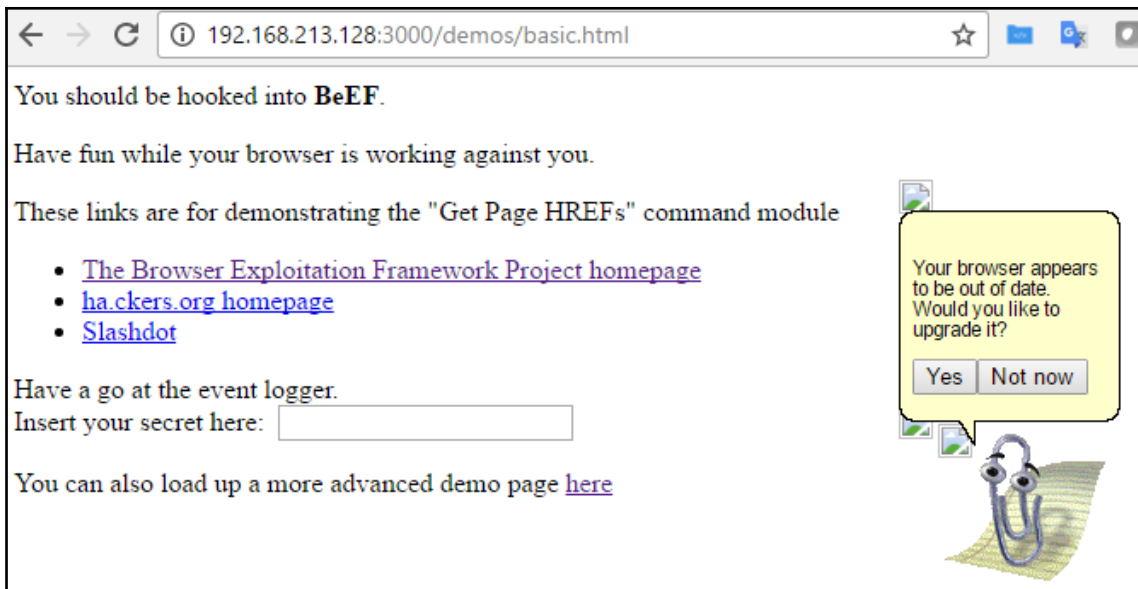 192.168.213.128:3000/demos/basic.html
You should be hooked into BeEF.
Have fun while your browser is working against you.
These links are for demonstrating the "Get Page HREFs" command module
The Browser Exploitation Framework Project homepage
ha.ckers.org homepage
Slashdot
Have a go at the event logger.
Insert your secret here:
You can also load up a more advanced demo page here
Your browser appears
to be out of date.
Would you like to
upgrade it?
Yes Not now